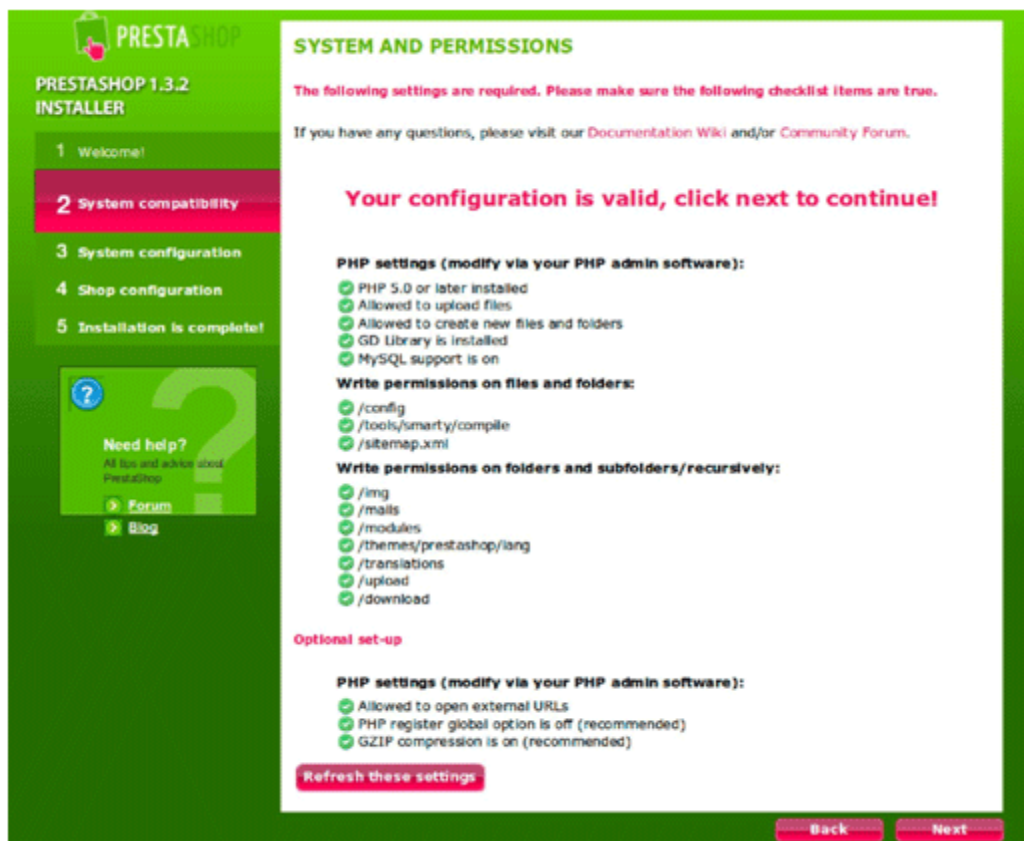 PRESTASHOP
PRESTASHOP 1.3.2
INSTALLER
1 Welcome!
2 System compatibility
3 System configuration
4 Shop configuration
5 Installation is complete!
?
Need help?
All tips and advice about
PrestaShop
Forum
Blog
SYSTEM AND PERMISSIONS
The following settings are required. Please make sure the following checklist items are true.
If you have any questions, please visit our Documentation Wiki and/or Community Forum.
Your configuration is valid, click next to continue!
PHP settings (modify via your PHP admin software):
PHP 5.0 or later installed
Allowed to upload files
Allowed to create new files and folders
GD Library is installed
MySQL support is on
Write permissions on files and folders:
/config
/tools/smarty/compile
/sitemap.xml
Write permissions on folders and subfolders/recursively:
/img
/mails
/modules
/themes/prestashop/lang
/translations
/upload
/download
Optional set-up
PHP settings (modify via your PHP admin software):
Allowed to open external URLs
PHP register global option is off (recommended)
GZIP compression is on (recommended)
Refresh these settings
Back Next